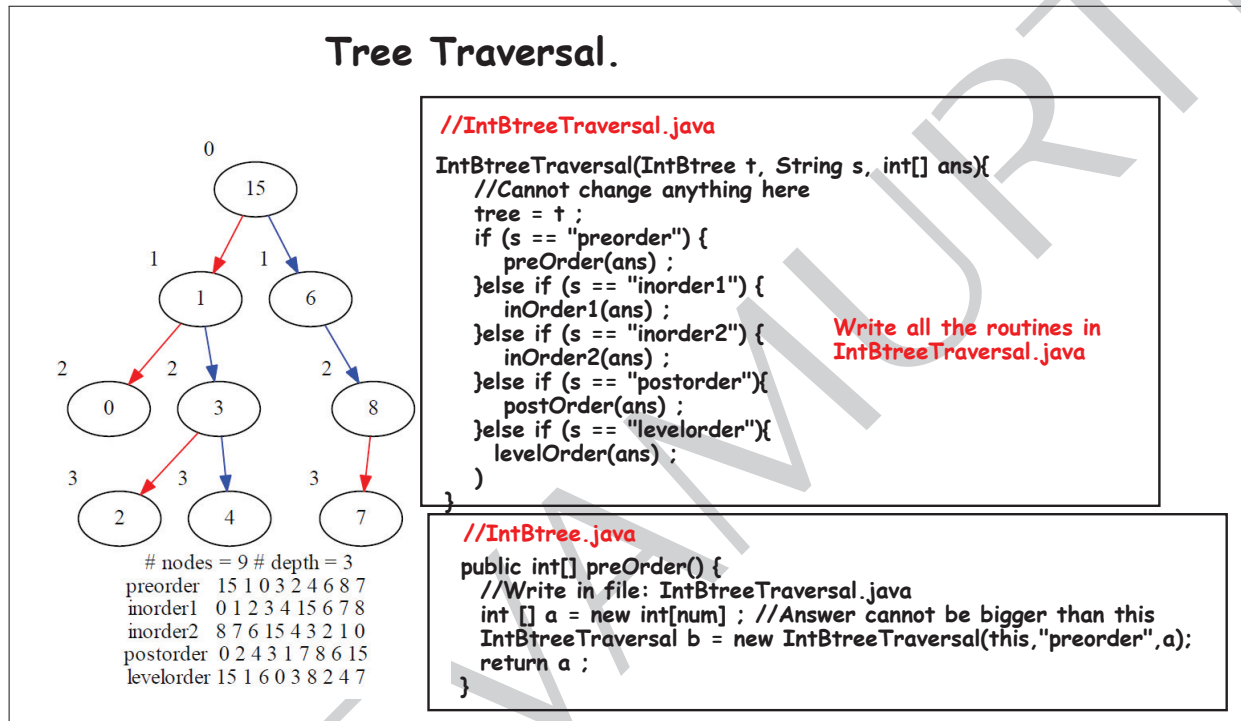 Tree Traversal.
0
15
1
1
1
6
2
2
2
0
3
8
3
3
3
2
4
7
# nodes = 9 # depth = 3
preorder 15 1 0 3 2 4 6 8 7
inorder1 0 1 2 3 4 15 6 7 8
inorder2 8 7 6 15 4 3 2 1 0
postorder 0 2 4 3 1 7 8 6 15
levelorder 15 1 6 0 3 8 2 4 7
//IntBtreeTraversal.java
IntBtreeTraversal(IntBtree t, String s, int[] ans){
//Cannot change anything here
tree = t ;
if (s == "preorder") {
preOrder(ans) ;
}else if (s == "inorder1") {
inOrder1(ans) ;
}else if (s == "inorder2") {
inOrder2(ans) ;
}else if (s == "postorder"){
postOrder(ans) ;
}else if (s == "levelorder"){
levelOrder(ans) ;
)
}
Write all the routines in
IntBtreeTraversal.java
//IntBtree.java
public int[] preOrder() {
//Write in file: IntBtreeTraversal.java
int [] a = new int[num] ; //Answer cannot be bigger than this
IntBtreeTraversal b = new IntBtreeTraversal(this,"preorder",a);
return a ;
}
VAMURT